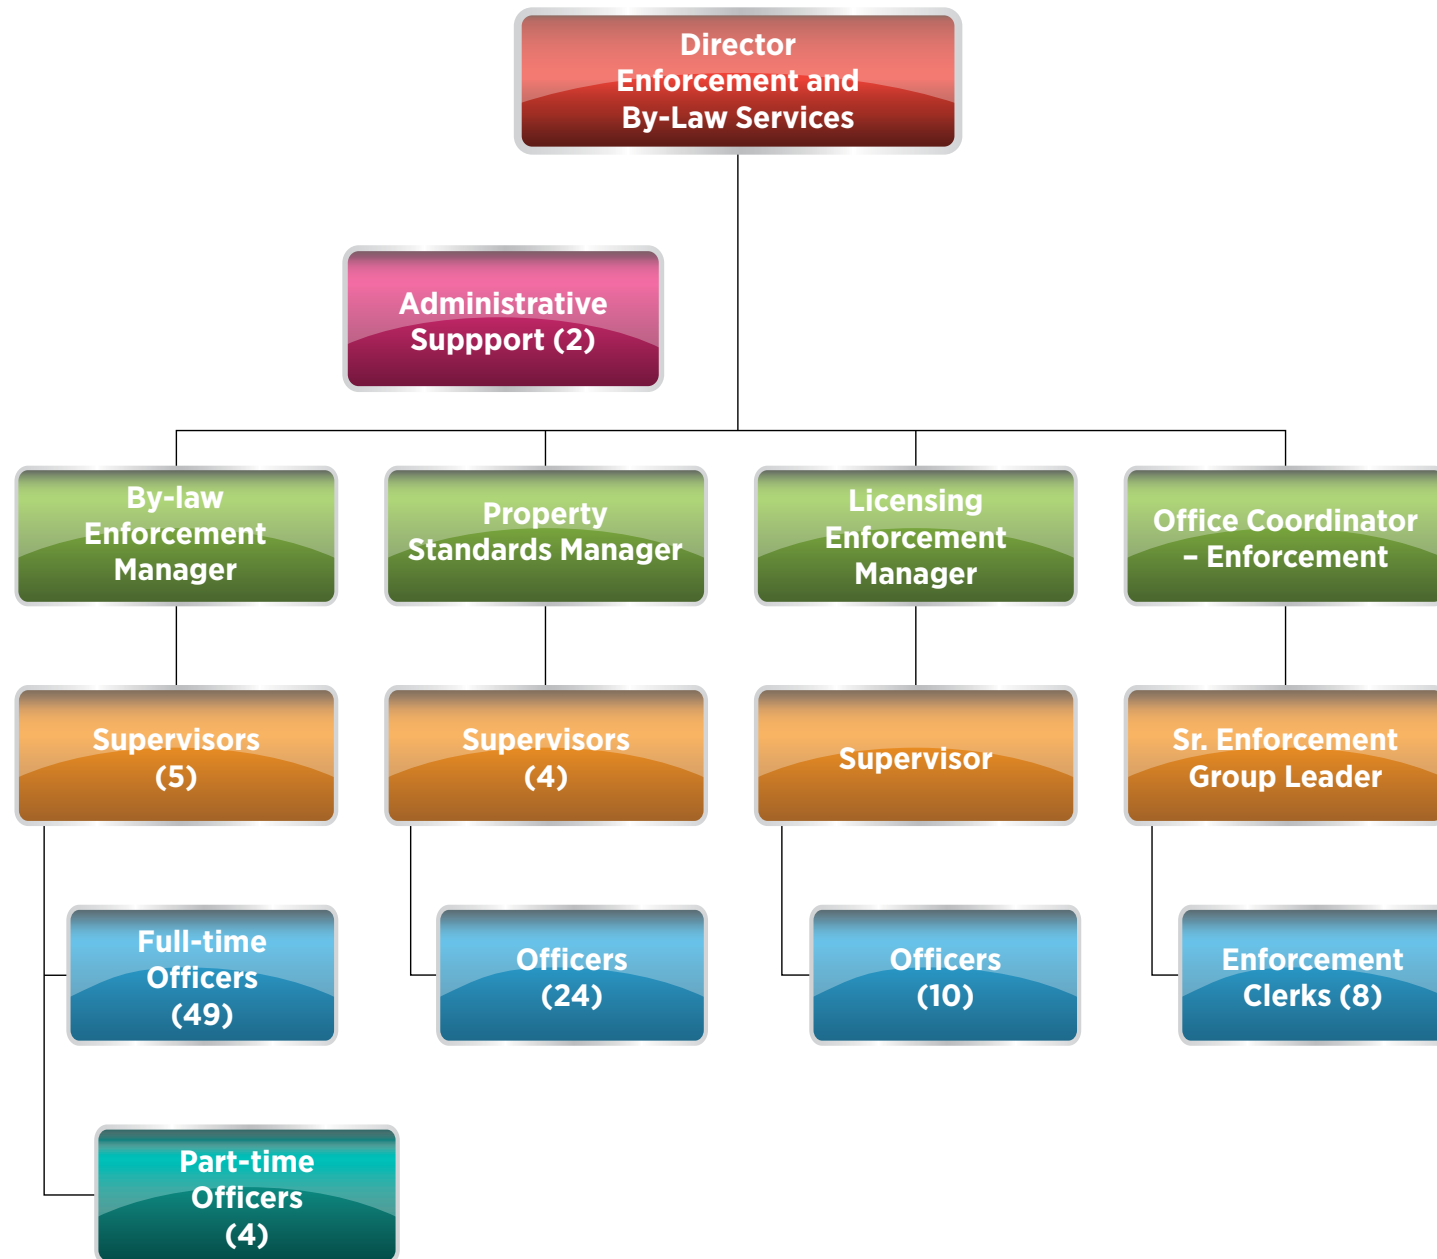 Director
Enforcement and
By-Law Services
Administrative
Suppport (2)
By-law
Enforcement
Manager
Property
Standards Manager
Licensing
Enforcement
Manager
Office Coordinator
– Enforcement
Supervisors
(5)
Supervisors
(4)
Supervisor
Sr. Enforcement
Group Leader
Full-time
Officers
(49)
Officers
(24)
Officers
(10)
Enforcement
Clerks (8)
Part-time
Officers
(4)